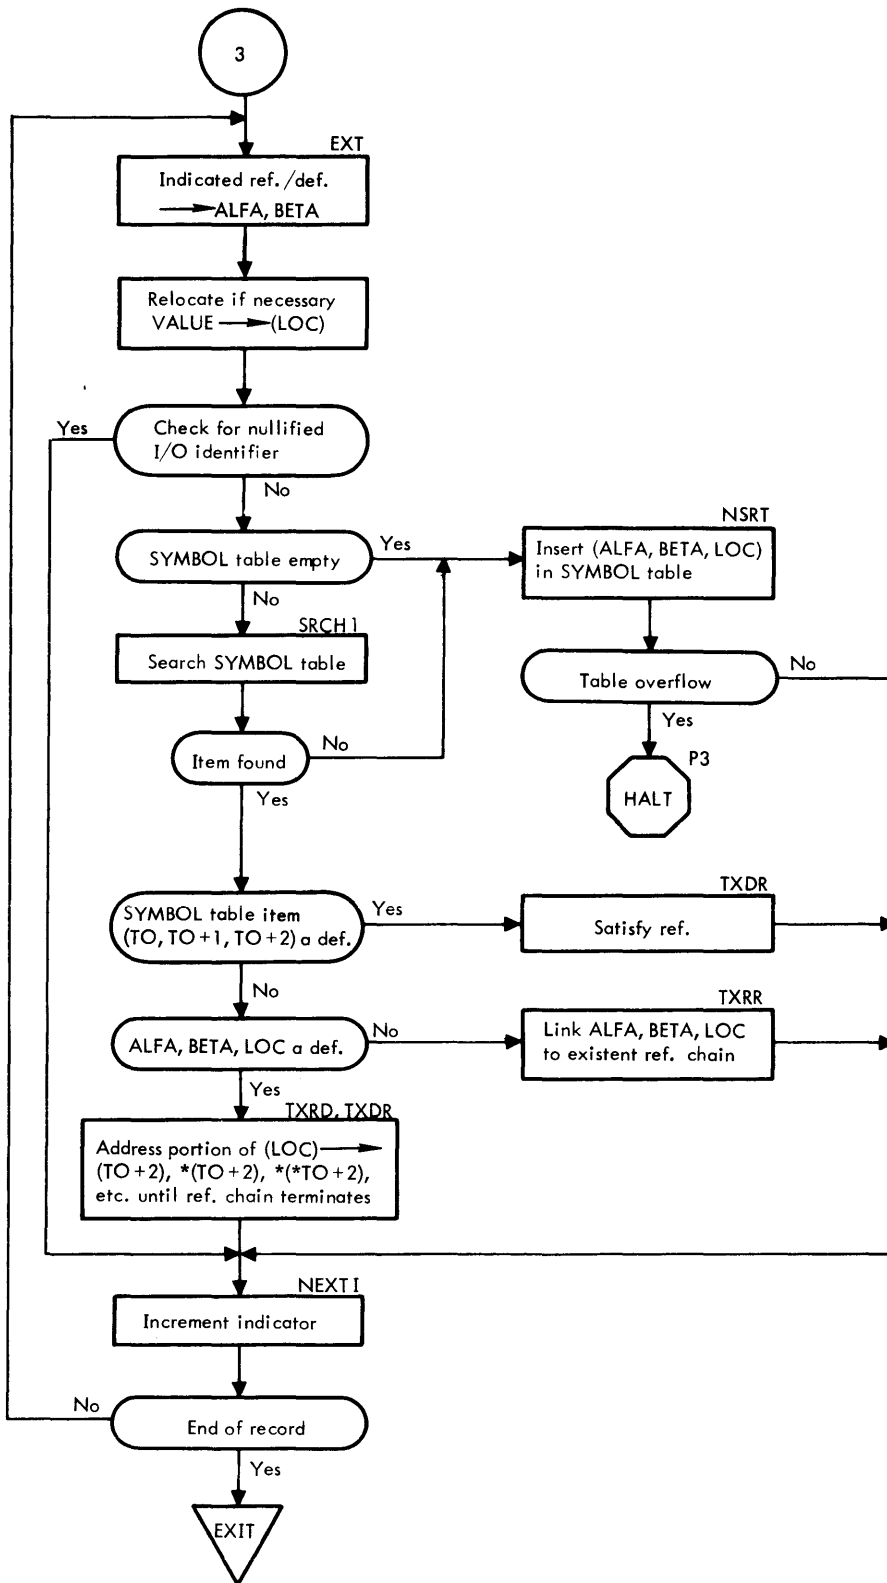 3
EXT
Indicated ref./def.
⟶ ALFA, BETA
Relocate if necessary
VALUE ⟶ (LOC)
Yes
Check for nullified
I/O identifier
No
SYMBOL table empty
Yes
NSRT
Insert (ALFA, BETA, LOC)
in SYMBOL table
No
SRCH1
Search SYMBOL table
Table overflow
No
Yes
Item found
No
P3
HALT
Yes
SYMBOL table item
(TO, TO+1, TO+2) a def.
Yes
TXDR
Satisfy ref.
No
ALFA, BETA, LOC a def.
No
TXRR
Link ALFA, BETA, LOC
to existent ref. chain
Yes
TXRD, TXDR
Address portion of (LOC) ⟶
(TO+2), *(TO+2), *(*TO+2),
etc. until ref. chain terminates
NEXTI
Increment indicator
No
End of record
Yes
EXIT